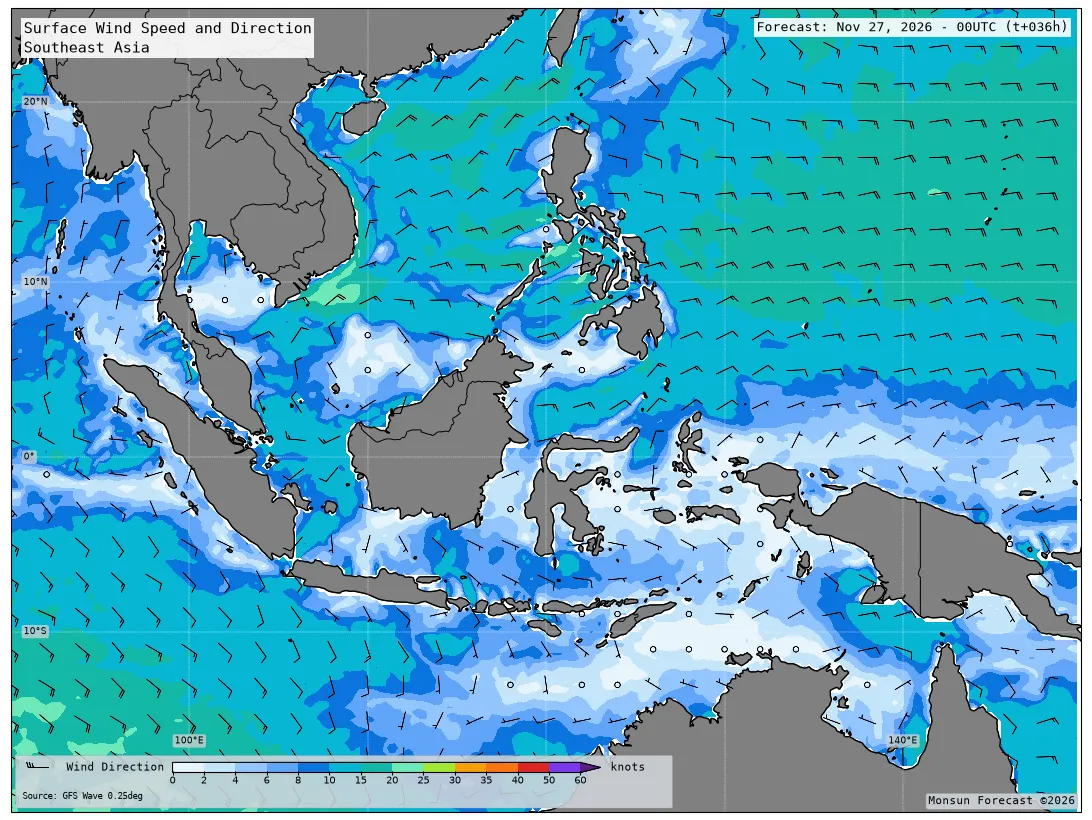 Surface Wind Speed and Direction
Southeast Asia
Forecast: Nov 27, 2026 - 00UTC (t+036h)
20°N
10°N
0°
10°S
100°E
140°E
Wind Direction
0 2 4 6 8 10 15 20 25 30 35 40 50 60
knots
Source: GFS Wave 0.25deg
Monsun Forecast ©2026